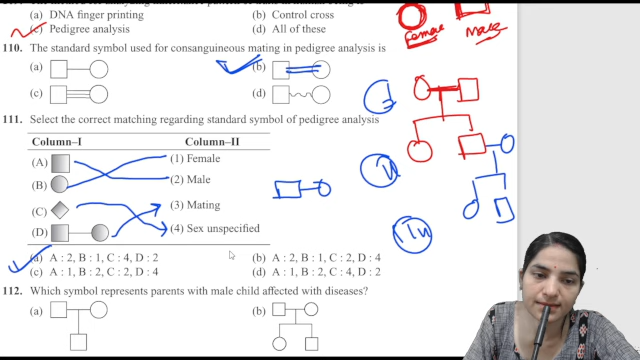 (a) DNA finger printing (b) Control cross
(c) Pedigree analysis (d) All of these
Female Male
110. The standard symbol used for consanguineous mating in pedigree analysis is
(a) (b)
(c) (d)
I
111. Select the correct matching regarding standard symbol of pedigree analysis
Column-I Column-II
(A) (1) Female
(B) (2) Male
(C) (3) Mating
(D) (4) Sex unspecified
II
III
(a) A : 2, B : 1, C : 4, D : 2 (b) A : 2, B : 1, C : 2, D : 4
(c) A : 1, B : 2, C : 2, D : 4 (d) A : 1, B : 2, C : 4, D : 2
112. Which symbol represents parents with male child affected with diseases?
(a) (b)